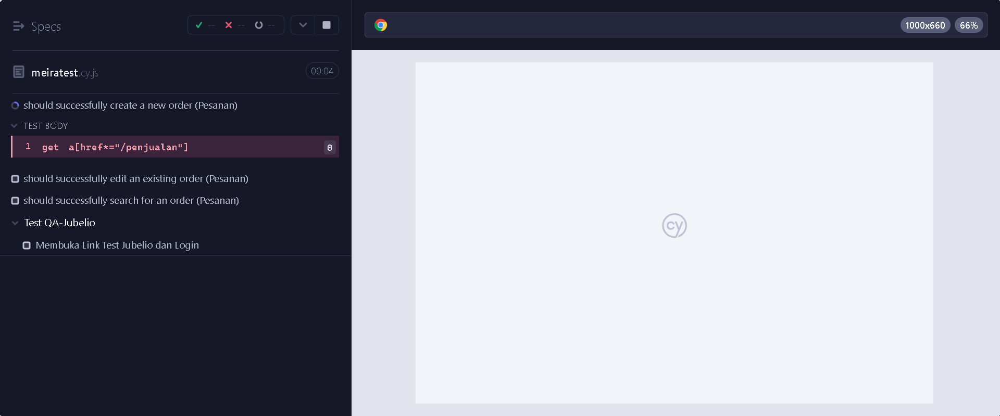 Specs
-- -- --
meiratest.cy.js
00:04
should successfully create a new order (Pesanan)
TEST BODY
1 get a[href*="/penjualan"] 0
should successfully edit an existing order (Pesanan)
should successfully search for an order (Pesanan)
Test QA-Jubelio
Membuka Link Test Jubelio dan Login
1000x660 66%
cy